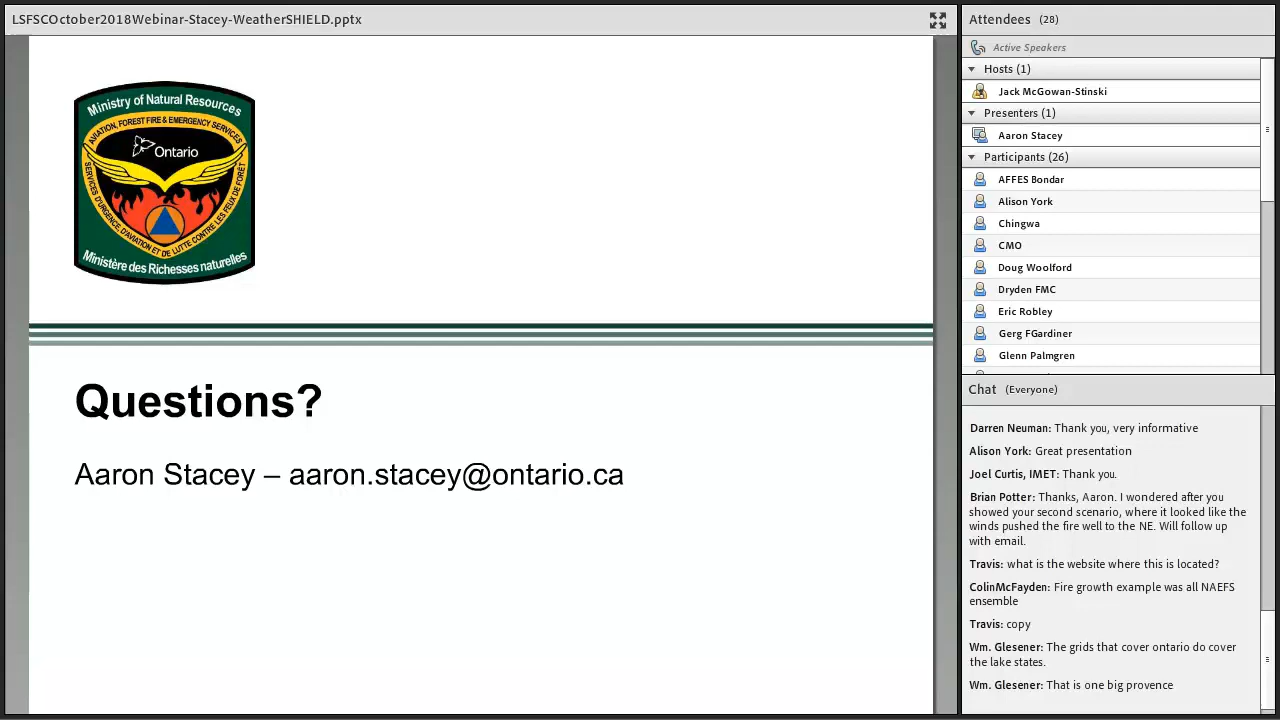 LSFSCOctober2018Webinar-Stacey-WeatherSHIELD.pptx
Ministry of Natural Resources
AVIATION, FOREST FIRE & EMERGENCY SERVICES
Ontario
SERVICES D'URGENCE, D'AVIATION ET DE LUTTE CONTRE LES FEUX DE FORÊT
Ministère des Richesses naturelles
Questions?
Aaron Stacey – aaron.stacey@ontario.ca
Attendees (28)
Active Speakers
Hosts (1)
Jack McGowan-Stinski
Presenters (1)
Aaron Stacey
Participants (26)
AFFES Bondar
Alison York
Chingwa
CMO
Doug Woolford
Dryden FMC
Eric Robley
Gerg FGardiner
Glenn Palmgren
Chat (Everyone)
Darren Neuman: Thank you, very informative
Alison York: Great presentation
Joel Curtis, IMET: Thank you.
Brian Potter: Thanks, Aaron. I wondered after you
showed your second scenario, where it looked like the
winds pushed the fire well to the NE. Will follow up
with email.
Travis: what is the website where this is located?
ColinMcFayden: Fire growth example was all NAEFS
ensemble
Travis: copy
Wm. Glesener: The grids that cover ontario do cover
the lake states.
Wm. Glesener: That is one big provence